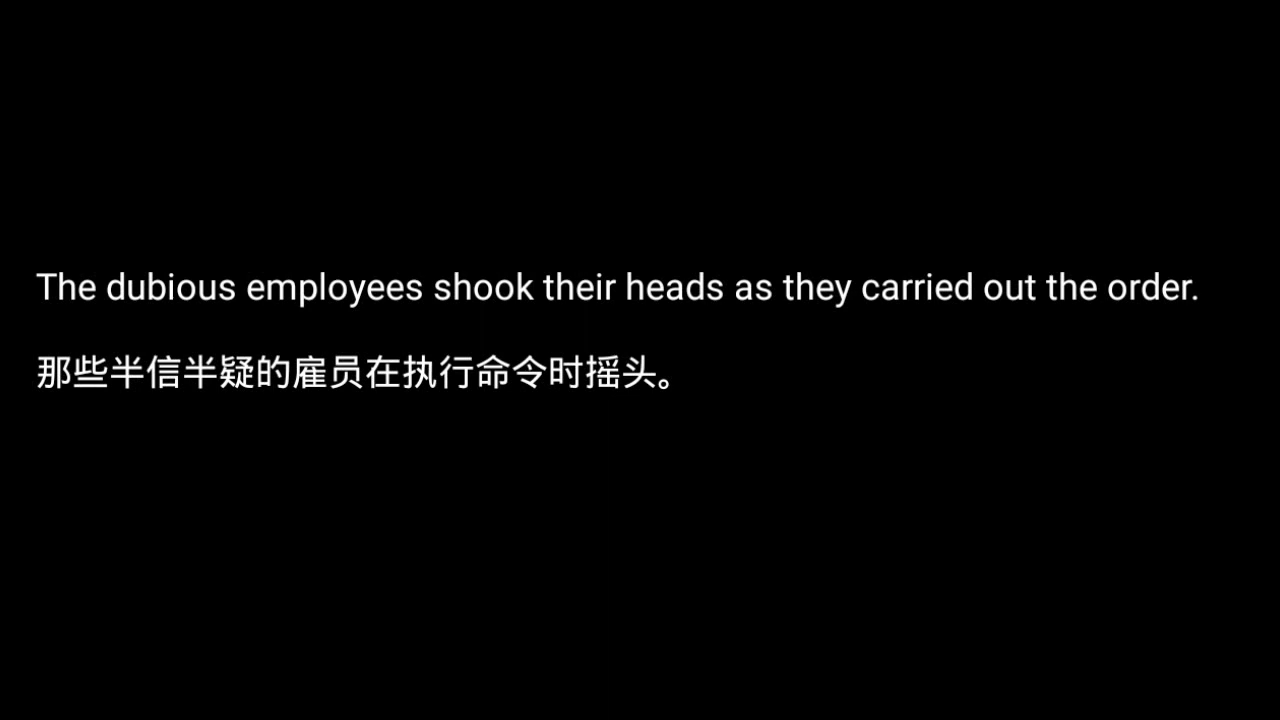 The dubious employees shook their heads as they carried out the order.
那些半信半疑的雇员在执行命令时摇头。